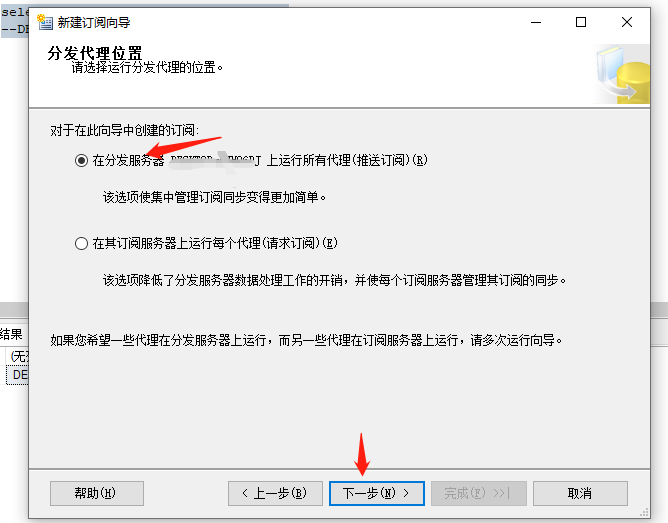 sele
--DE
新建订阅向导
分发代理位置
请选择运行分发代理的位置。
对于在此向导中创建的订阅:
在分发服务器 DESKTOP- 上运行所有代理(推送订阅)(R)
该选项使集中管理订阅同步变得更加简单。
在其订阅服务器上运行每个代理(请求订阅)(E)
该选项降低了分发服务器数据处理工作的开销，并使每个订阅服务器管理其订阅的同步。
结果
如果您希望一些代理在分发服务器上运行，而另一些代理在订阅服务器上运行，请多次运行向导。
(无
DE
帮助(H)
< 上一步(B)
下一步(N) >
完成(F) >>|
取消